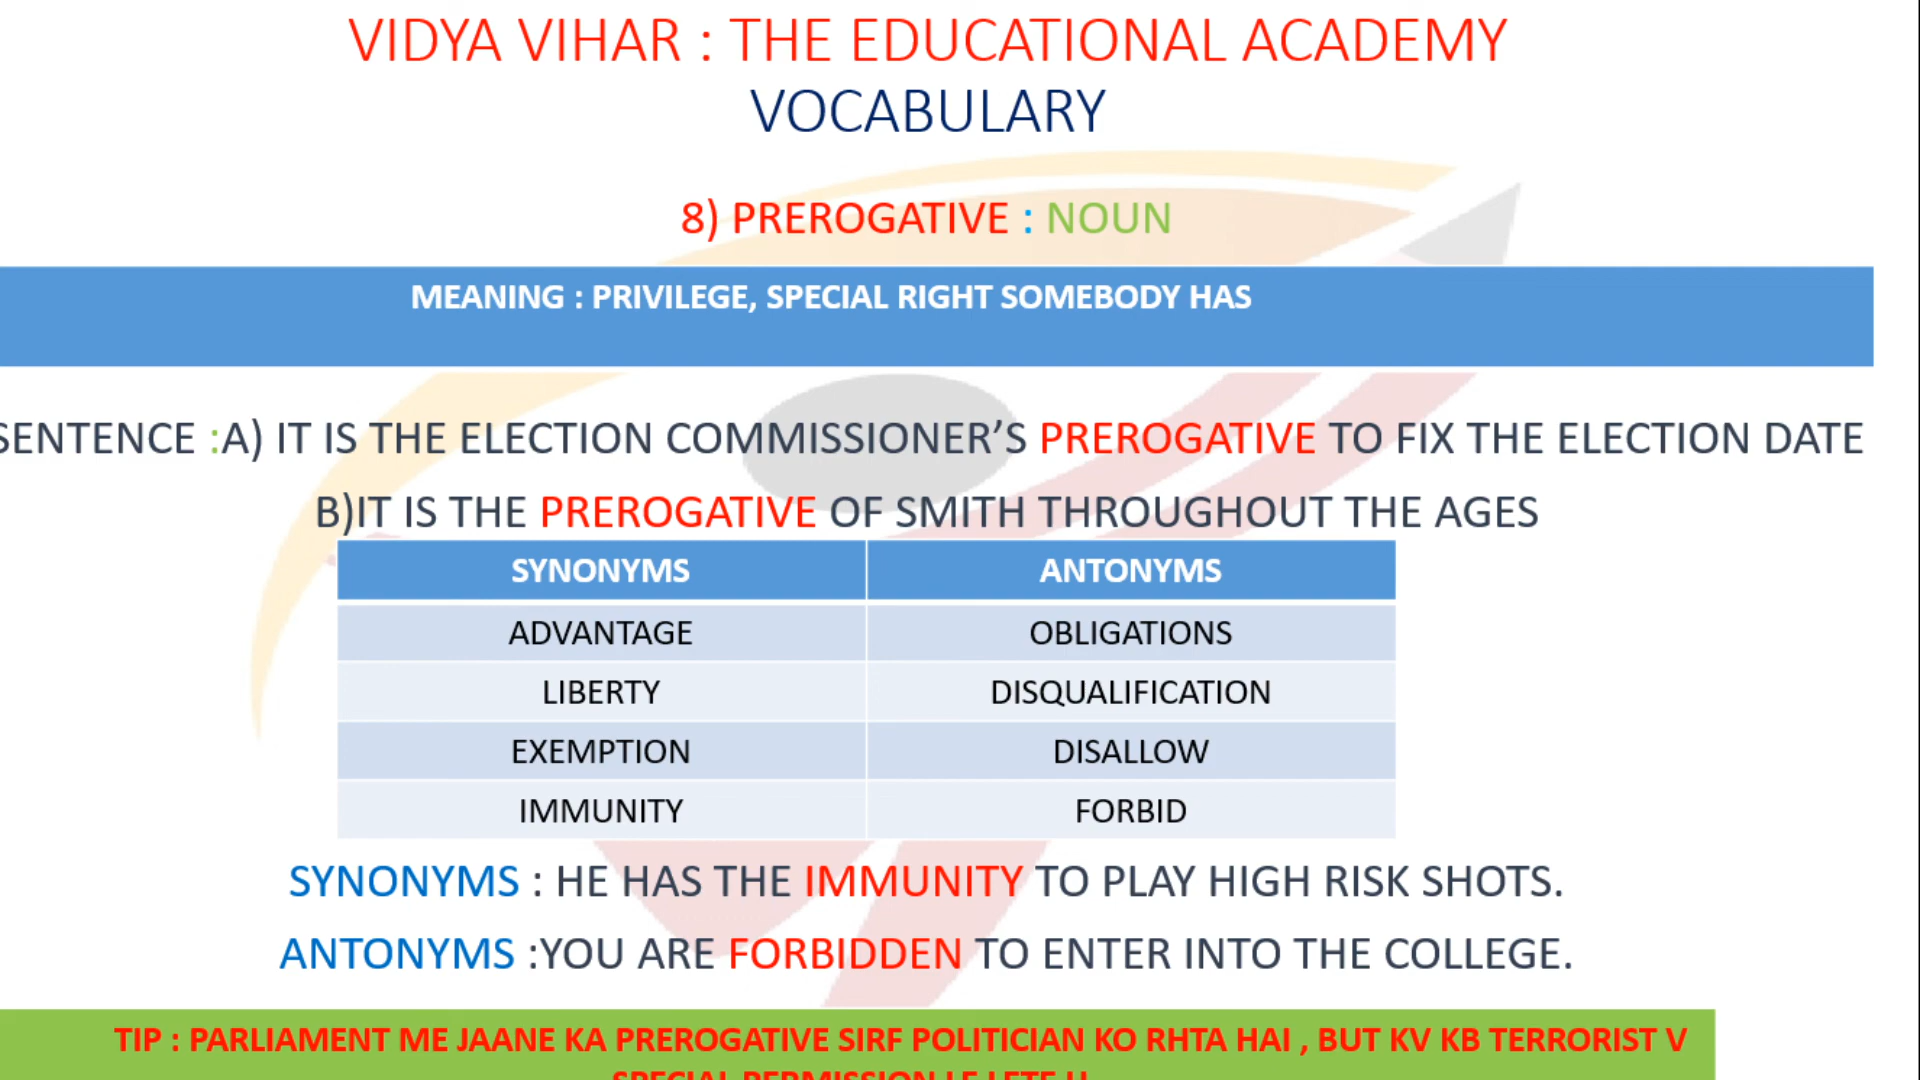 VIDYA VIHAR : THE EDUCATIONAL ACADEMY
VOCABULARY
8) PREROGATIVE : NOUN
MEANING : PRIVILEGE, SPECIAL RIGHT SOMEBODY HAS
SENTENCE :A) IT IS THE ELECTION COMMISSIONER’S PREROGATIVE TO FIX THE ELECTION DATE
B)IT IS THE PREROGATIVE OF SMITH THROUGHOUT THE AGES
SYNONYMS ANTONYMS
ADVANTAGE OBLIGATIONS
LIBERTY DISQUALIFICATION
EXEMPTION DISALLOW
IMMUNITY FORBID
SYNONYMS : HE HAS THE IMMUNITY TO PLAY HIGH RISK SHOTS.
ANTONYMS :YOU ARE FORBIDDEN TO ENTER INTO THE COLLEGE.
TIP : PARLIAMENT ME JAANE KA PREROGATIVE SIRF POLITICIAN KO RHTA HAI , BUT KV KB TERRORIST V
SPECIAL PERMISSION LE LETE